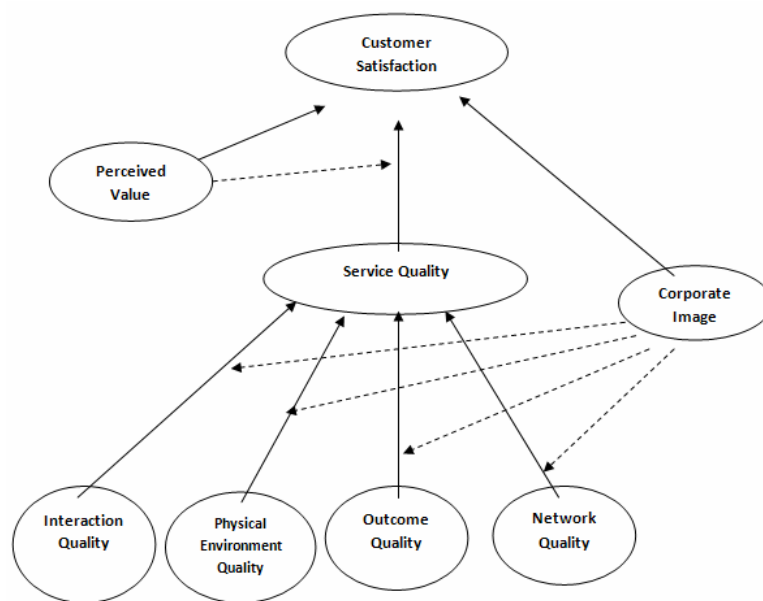 Customer
Satisfaction
Perceived
Value
Service Quality
Corporate
Image
Interaction
Quality
Physical
Environment
Quality
Outcome
Quality
Network
Quality